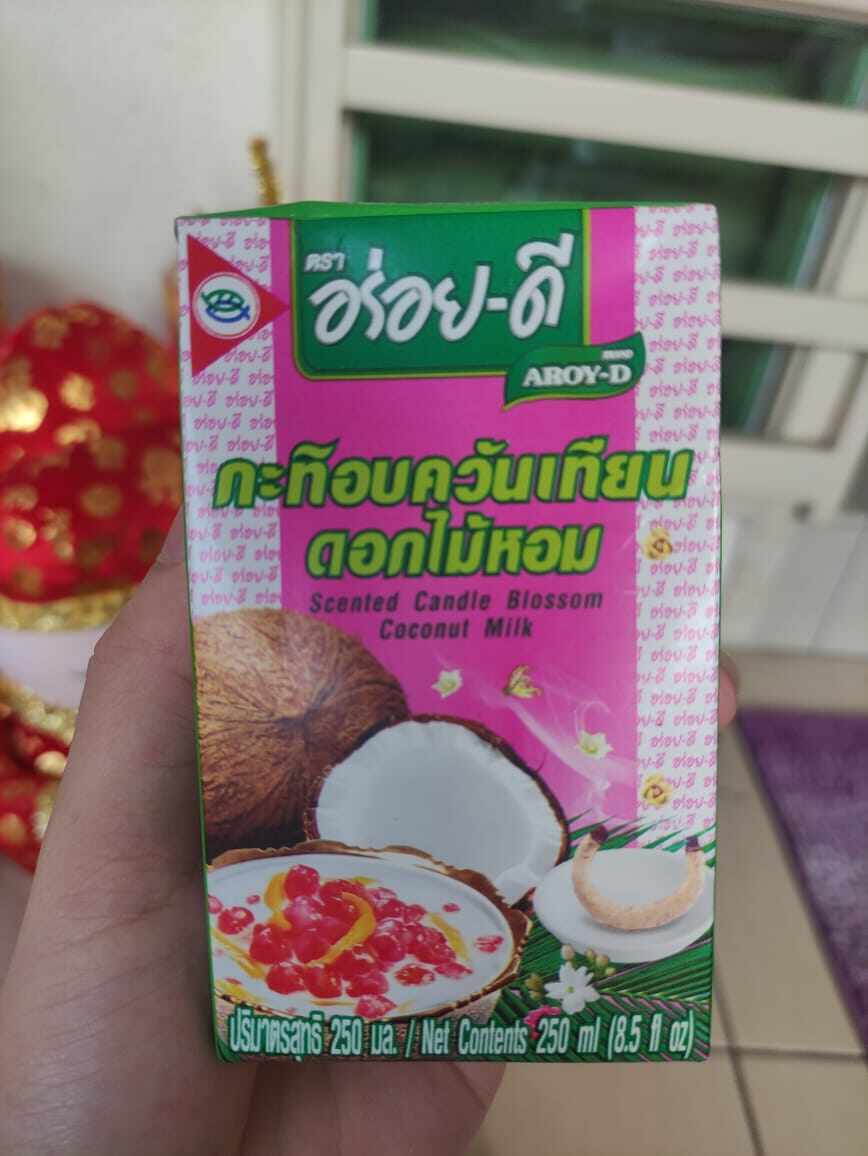 ตรา
อร่อย-ดี
BRAND
AROY-D
กะทิอบควันเทียน
ดอกไม้หอม
Scented Candle Blossom
Coconut Milk
ปริมาตรสุทธิ 250 มล. / Net Contents 250 ml (8.5 fl oz)